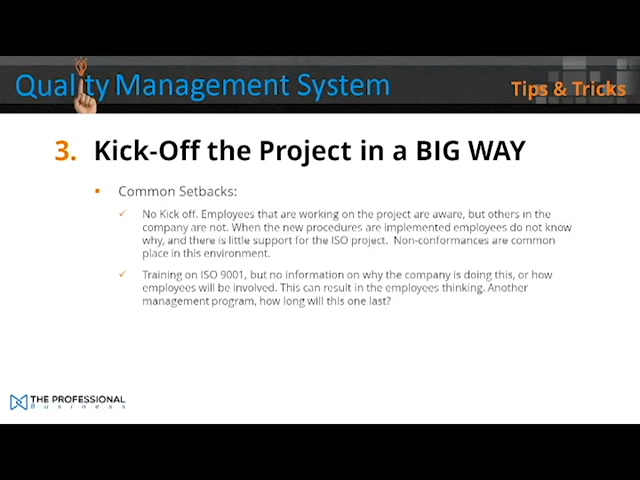 Quality Management System
Tips & Tricks
3. Kick-Off the Project in a BIG WAY
Common Setbacks:
No Kick off. Employees that are working on the project are aware, but others in the
company are not. When the new procedures are implemented employees do not know
why, and there is little support for the ISO project. Non-conformances are common
place in this environment.
Training on ISO 9001, but no information on why the company is doing this, or how
employees will be involved. This can result in the employees thinking. Another
management program, how long will this one last?
THE PROFESSIONAL
Business